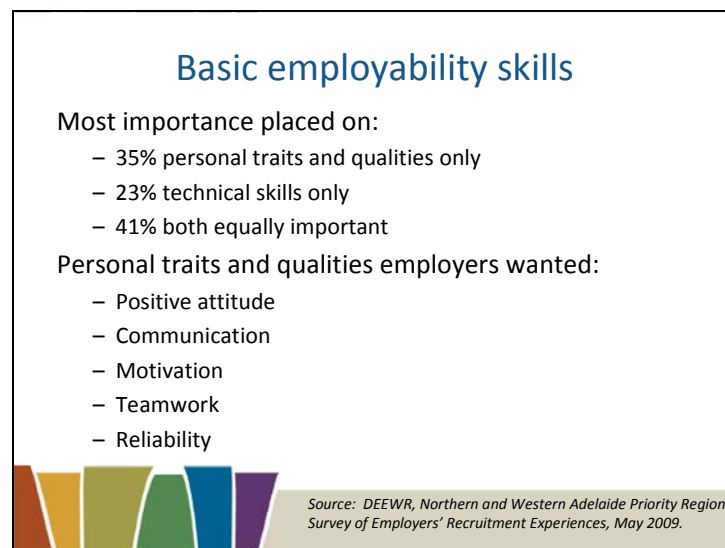 Basic employability skills
Most importance placed on:
– 35% personal traits and qualities only
– 23% technical skills only
– 41% both equally important
Personal traits and qualities employers wanted:
– Positive attitude
– Communication
– Motivation
– Teamwork
– Reliability
Source:  DEEWR, Northern and Western Adelaide Priority Region
Survey of Employers’ Recruitment Experiences, May 2009.